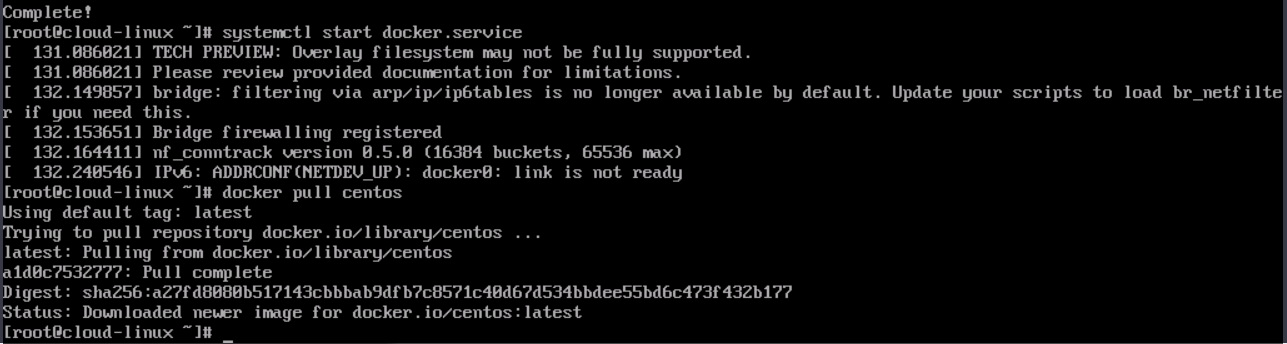 Complete!
[root@cloud-linux ~]# systemctl start docker.service
[  131.086021] TECH PREVIEW: Overlay filesystem may not be fully supported.
[  131.086021] Please review provided documentation for limitations.
[  132.149857] bridge: filtering via arp/ip/ip6tables is no longer available by default. Update your scripts to load br_netfilte
r if you need this.
[  132.153651] Bridge firewalling registered
[  132.164411] nf_conntrack version 0.5.0 (16384 buckets, 65536 max)
[  132.240546] IPv6: ADDRCONF(NETDEV_UP): docker0: link is not ready
[root@cloud-linux ~]# docker pull centos
Using default tag: latest
Trying to pull repository docker.io/library/centos ...
latest: Pulling from docker.io/library/centos
a1d0c7532777: Pull complete
Digest: sha256:a27fd8080b517143cbbbab9dfb7c8571c40d67d534bbdee55bd6c473f432b177
Status: Downloaded newer image for docker.io/centos:latest
[root@cloud-linux ~]# _